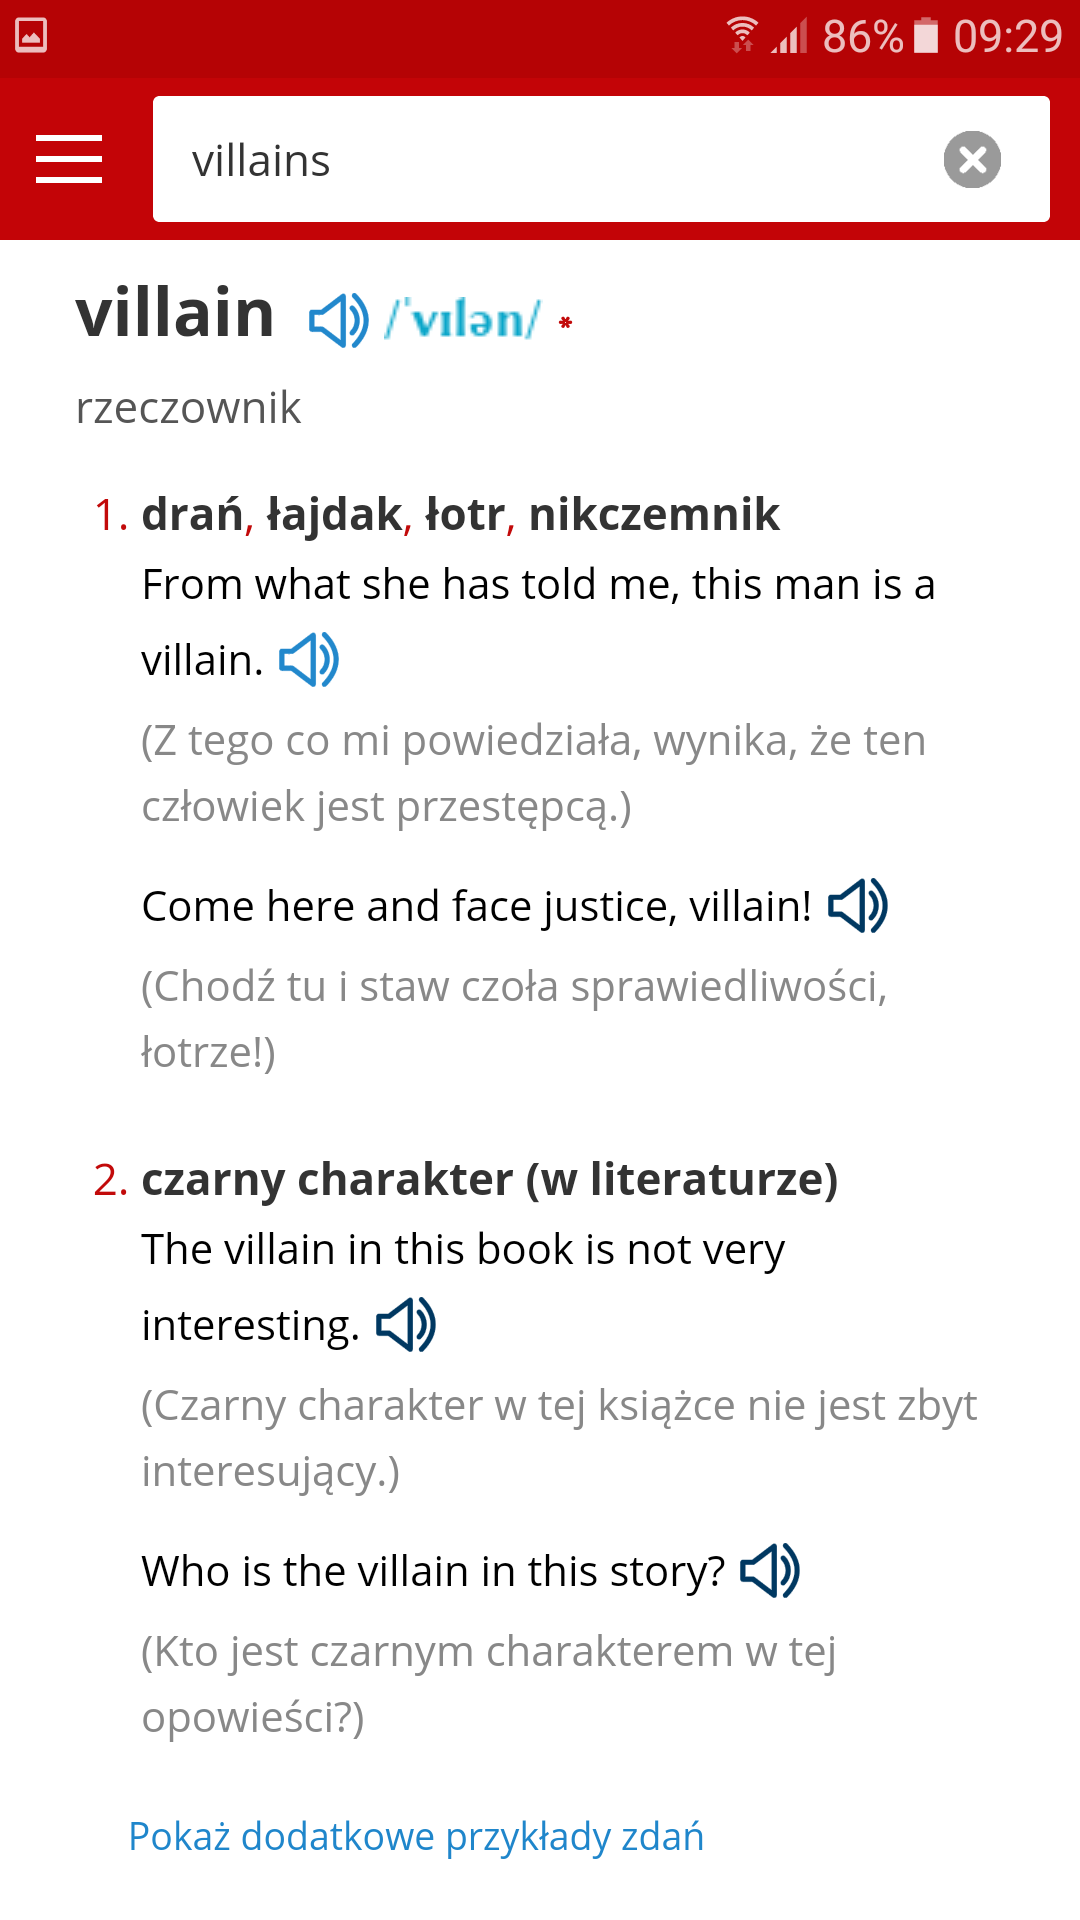 86% 09:29
villains
villain /ˈvɪlən/ *
rzeczownik
1. drań, łajdak, łotr, nikczemnik
From what she has told me, this man is a
villain.
(Z tego co mi powiedziała, wynika, że ten
człowiek jest przestępcą.)
Come here and face justice, villain!
(Chodź tu i staw czoła sprawiedliwości,
łotrze!)
2. czarny charakter (w literaturze)
The villain in this book is not very
interesting.
(Czarny charakter w tej książce nie jest zbyt
interesujący.)
Who is the villain in this story?
(Kto jest czarnym charakterem w tej
opowieści?)
Pokaż dodatkowe przykłady zdań